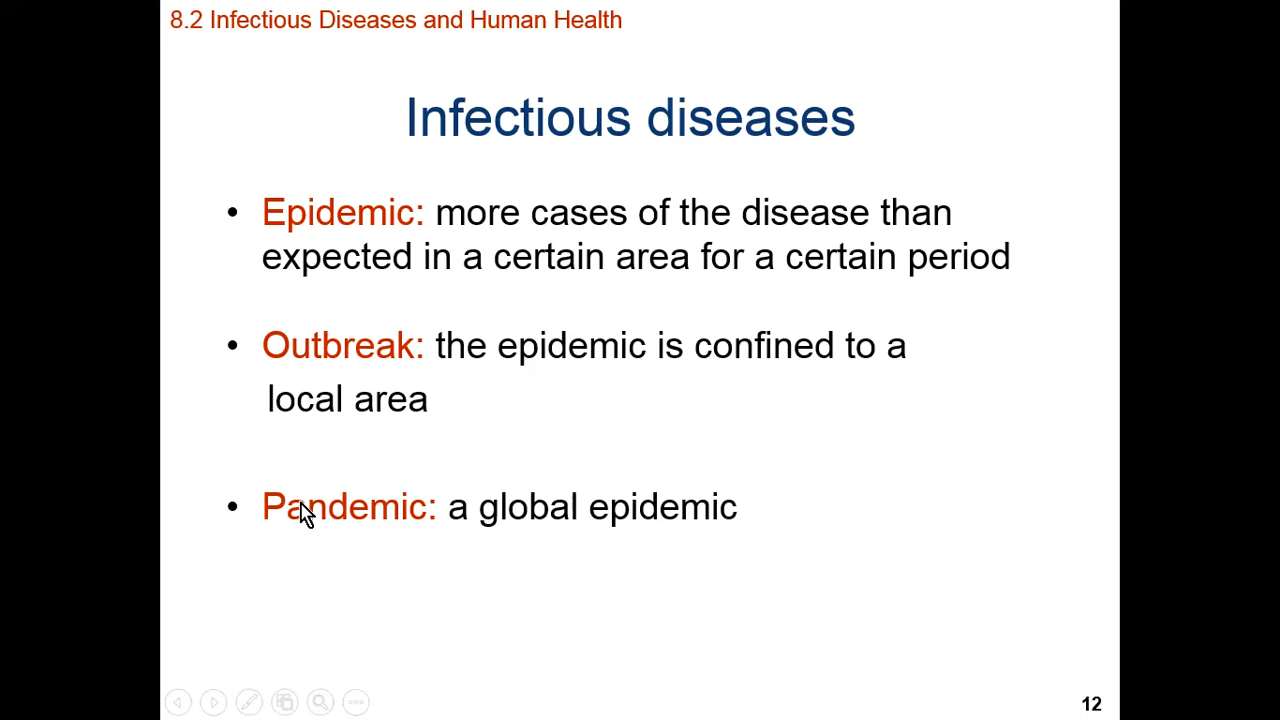 8.2 Infectious Diseases and Human Health
Infectious diseases
• Epidemic: more cases of the disease than
expected in a certain area for a certain period
• Outbreak: the epidemic is confined to a
local area
• Pandemic: a global epidemic
12